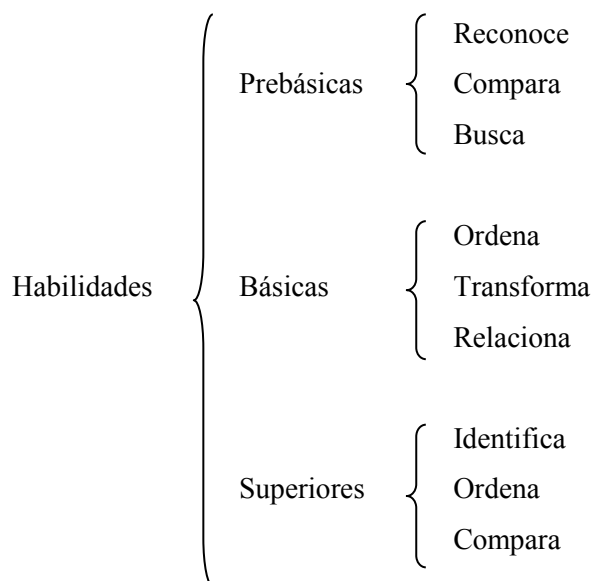 Habilidades
Prebásicas
Reconoce
Compara
Busca
Básicas
Ordena
Transforma
Relaciona
Superiores
Identifica
Ordena
Compara